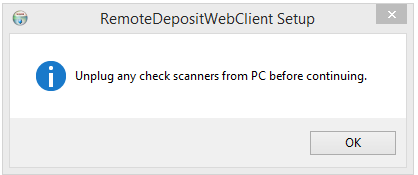 RemoteDepositWebClient Setup
Unplug any check scanners from PC before continuing.
OK